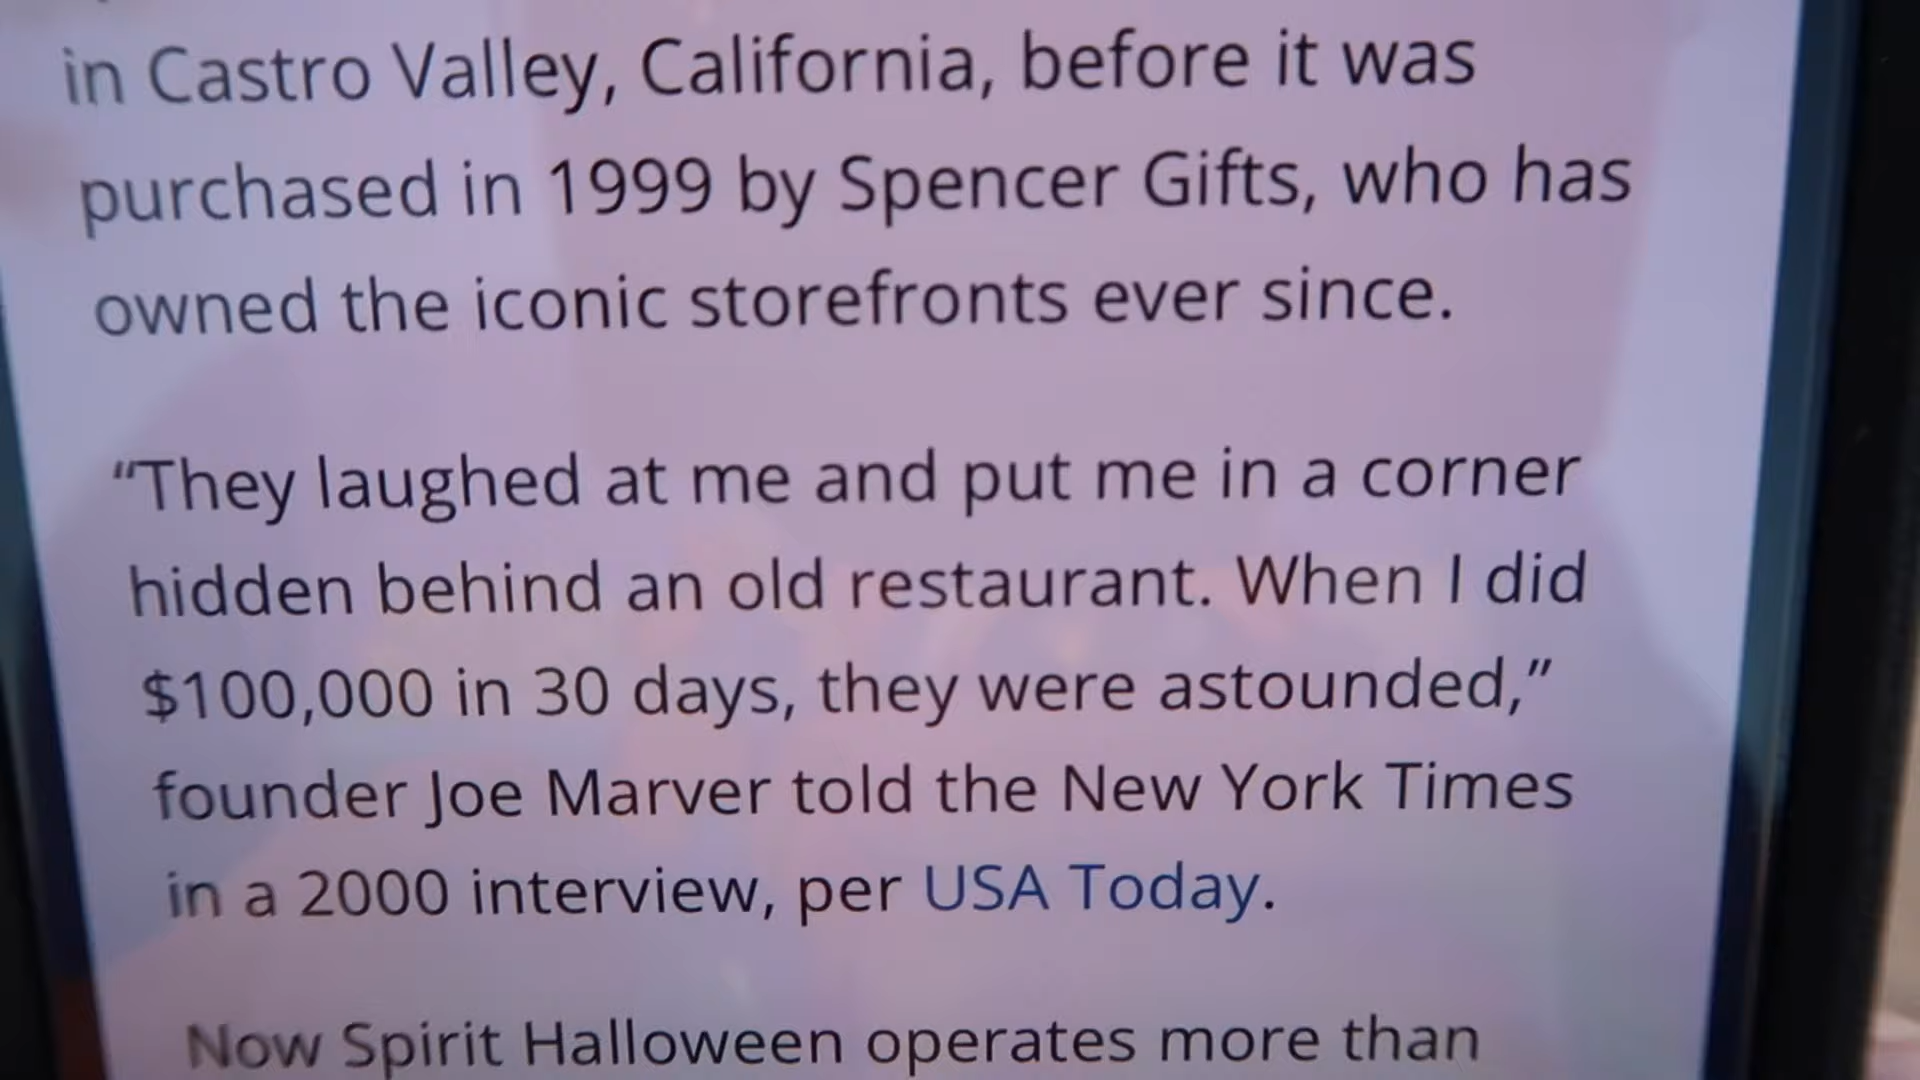 in Castro Valley, California, before it was
purchased in 1999 by Spencer Gifts, who has
owned the iconic storefronts ever since.
“They laughed at me and put me in a corner
hidden behind an old restaurant. When I did
$100,000 in 30 days, they were astounded,”
founder Joe Marver told the New York Times
in a 2000 interview, per USA Today.
Now Spirit Halloween operates more than